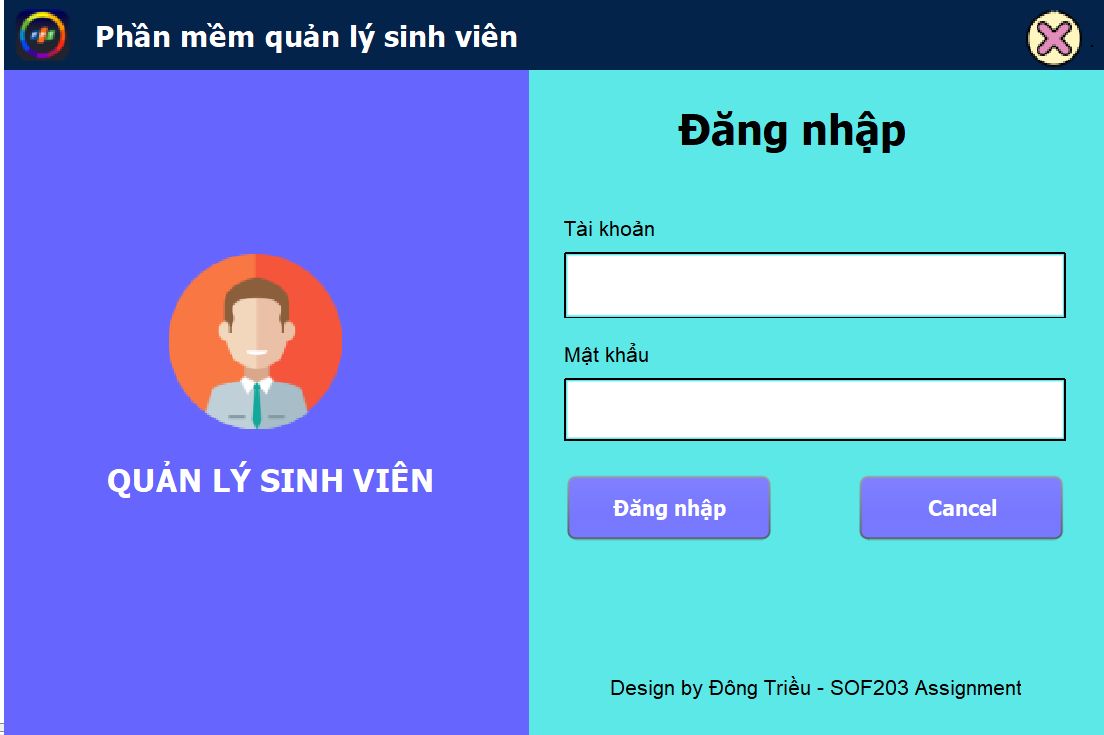 Phần mềm quản lý sinh viên
QUẢN LÝ SINH VIÊN
Đăng nhập
Tài khoản
Mật khẩu
Đăng nhập
Cancel
Design by Đông Triều - SOF203 Assignment